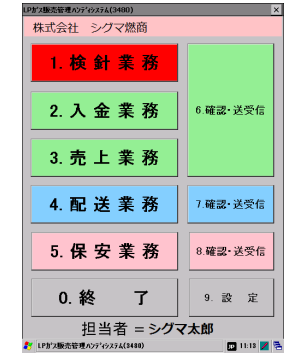 LPガス販売管理ハンディシステム(3480)
株式会社　シグマ燃商
1. 検 針 業 務
2. 入 金 業 務
6.確認・送受信
3. 売 上 業 務
4. 配 送 業 務
7.確認・送受信
5. 保 安 業 務
8.確認・送受信
0. 終　　了
9. 設　定
担当者 = シグマ太郎
LPガス販売管理ハンディシステム(3480)
JP 11:13